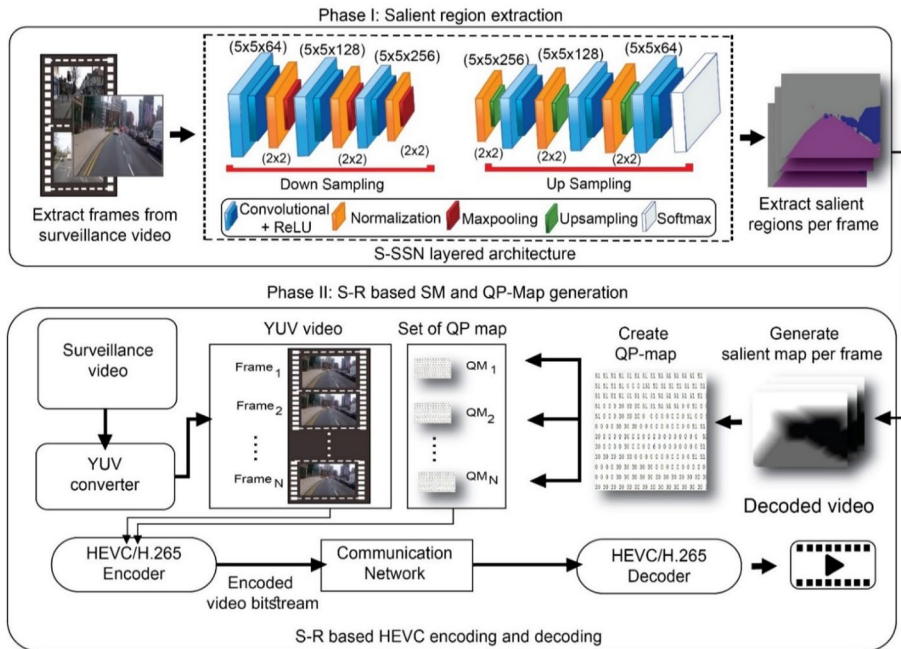 Phase I: Salient region extraction
(5x5x64) (5x5x128) (5x5x256)
(5x5x256) (5x5x128) (5x5x64)
(2x2) (2x2) (2x2)
(2x2) (2x2) (2x2)
Down Sampling
Up Sampling
Convolutional + ReLU
Normalization
Maxpooling
Upsampling
Softmax
S-SSN layered architecture
Extract frames from
surveillance video
Extract salient
regions per frame
Phase II: S-R based SM and QP-Map generation
Surveillance
video
YUV
converter
YUV video
Frame 1
Frame 2
Frame N
Set of QP map
QM 1
QM 2
QM N
Create
QP-map
Generate
salient map per frame
Decoded video
HEVC/H.265
Encoder
Encoded
video bitstream
Communication
Network
HEVC/H.265
Decoder
S-R based HEVC encoding and decoding